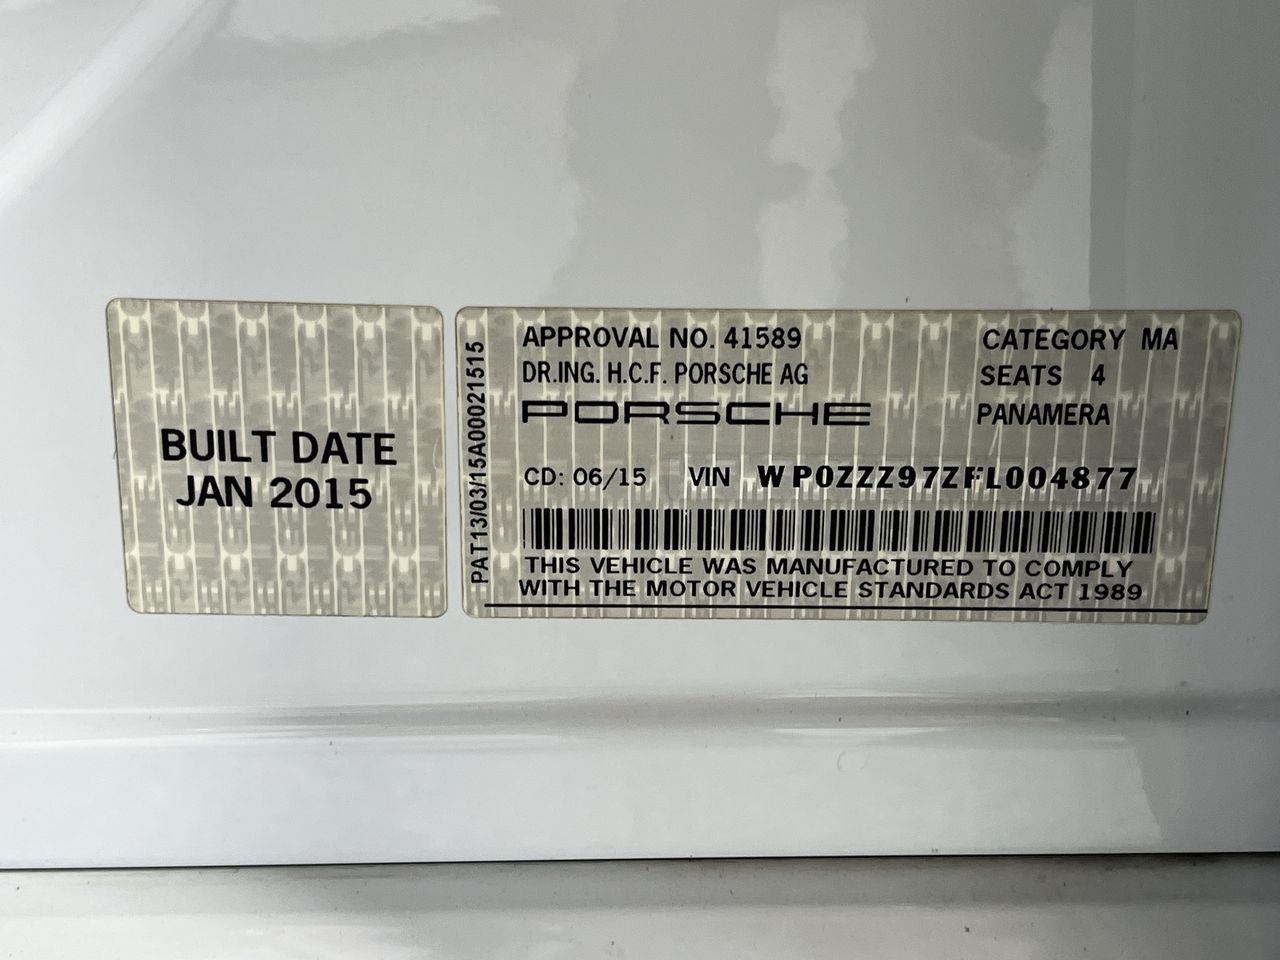 BUILT DATE
JAN 2015
PAT13/03/15A00021515
APPROVAL NO. 41589 CATEGORY MA
DR.ING. H.C.F. PORSCHE AG SEATS 4
PORSCHE PANAMERA
CD: 06/15 VIN WP0ZZZ97ZFL004877
THIS VEHICLE WAS MANUFACTURED TO COMPLY
WITH THE MOTOR VEHICLE STANDARDS ACT 1989